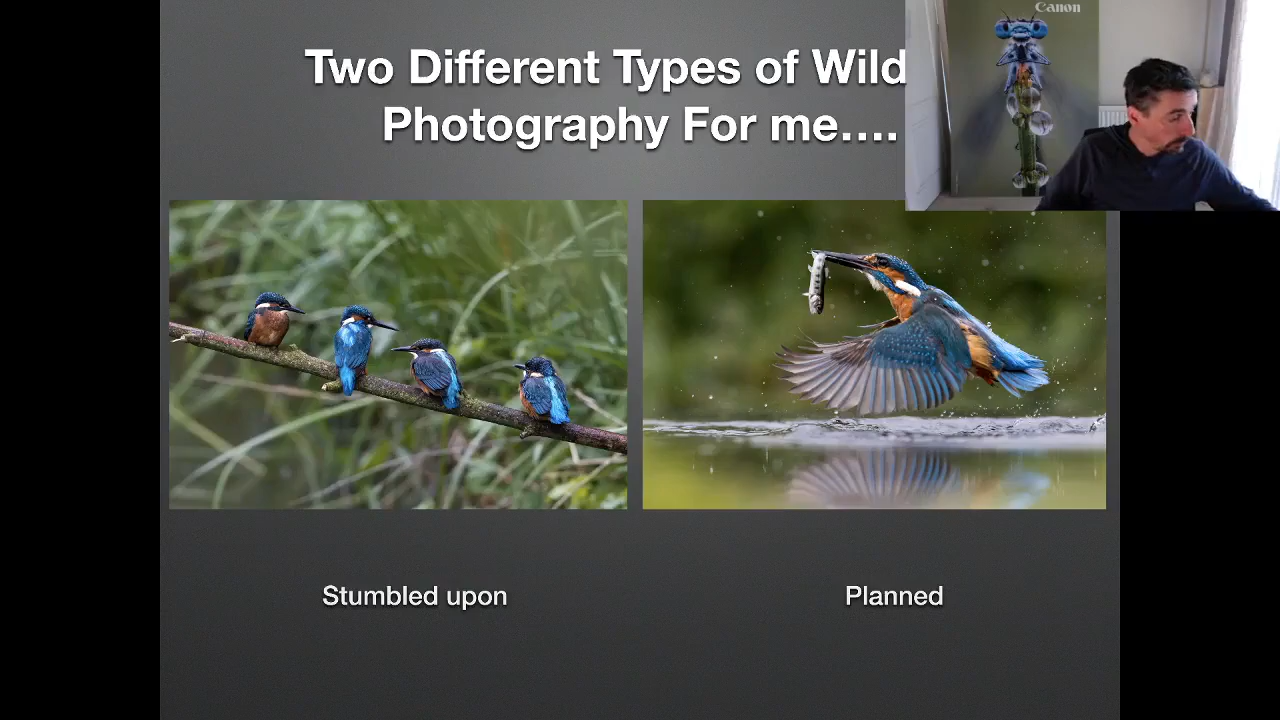 Canon
Two Different Types of Wild
Photography For me....
Stumbled upon
Planned